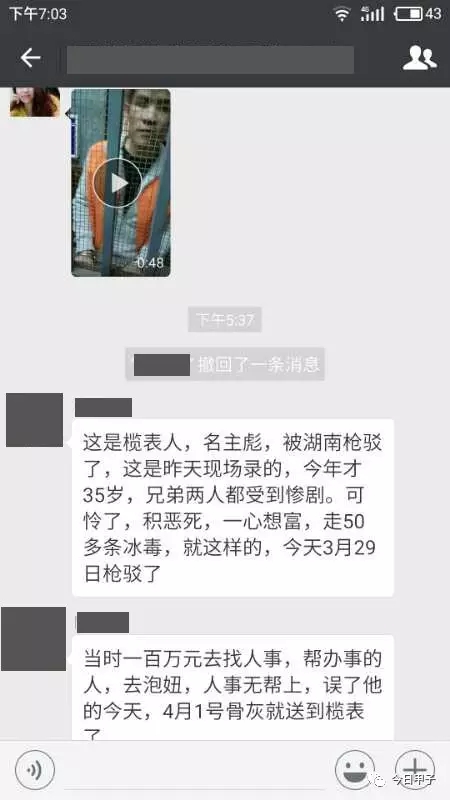 下午7:03
4G
43
0:48
下午5:37
" " 撤回了一条消息
这是榄表人，名主彪，被湖南枪驳
了，这是昨天现场录的，今年才
35岁，兄弟两人都受到惨剧。可
怜了，积恶死，一心想富，走50
多条冰毒，就这样的，今天3月29
日枪驳了
当时一百万元去找人事，帮办事的
人，去泡妞，人事无帮上，误了他
的今天，4月1号骨灰就送到榄表
了
今日甲子